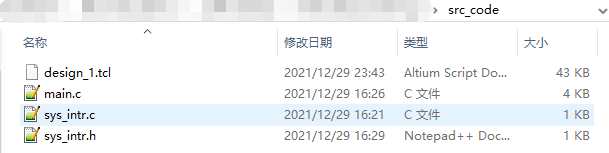 src_code
名称 修改日期 类型 大小
design_1.tcl 2021/12/29 23:43 Altium Script Do... 43 KB
main.c 2021/12/29 16:26 C 文件 4 KB
sys_intr.c 2021/12/29 16:21 C 文件 1 KB
sys_intr.h 2021/12/29 16:29 Notepad++ Doc... 1 KB